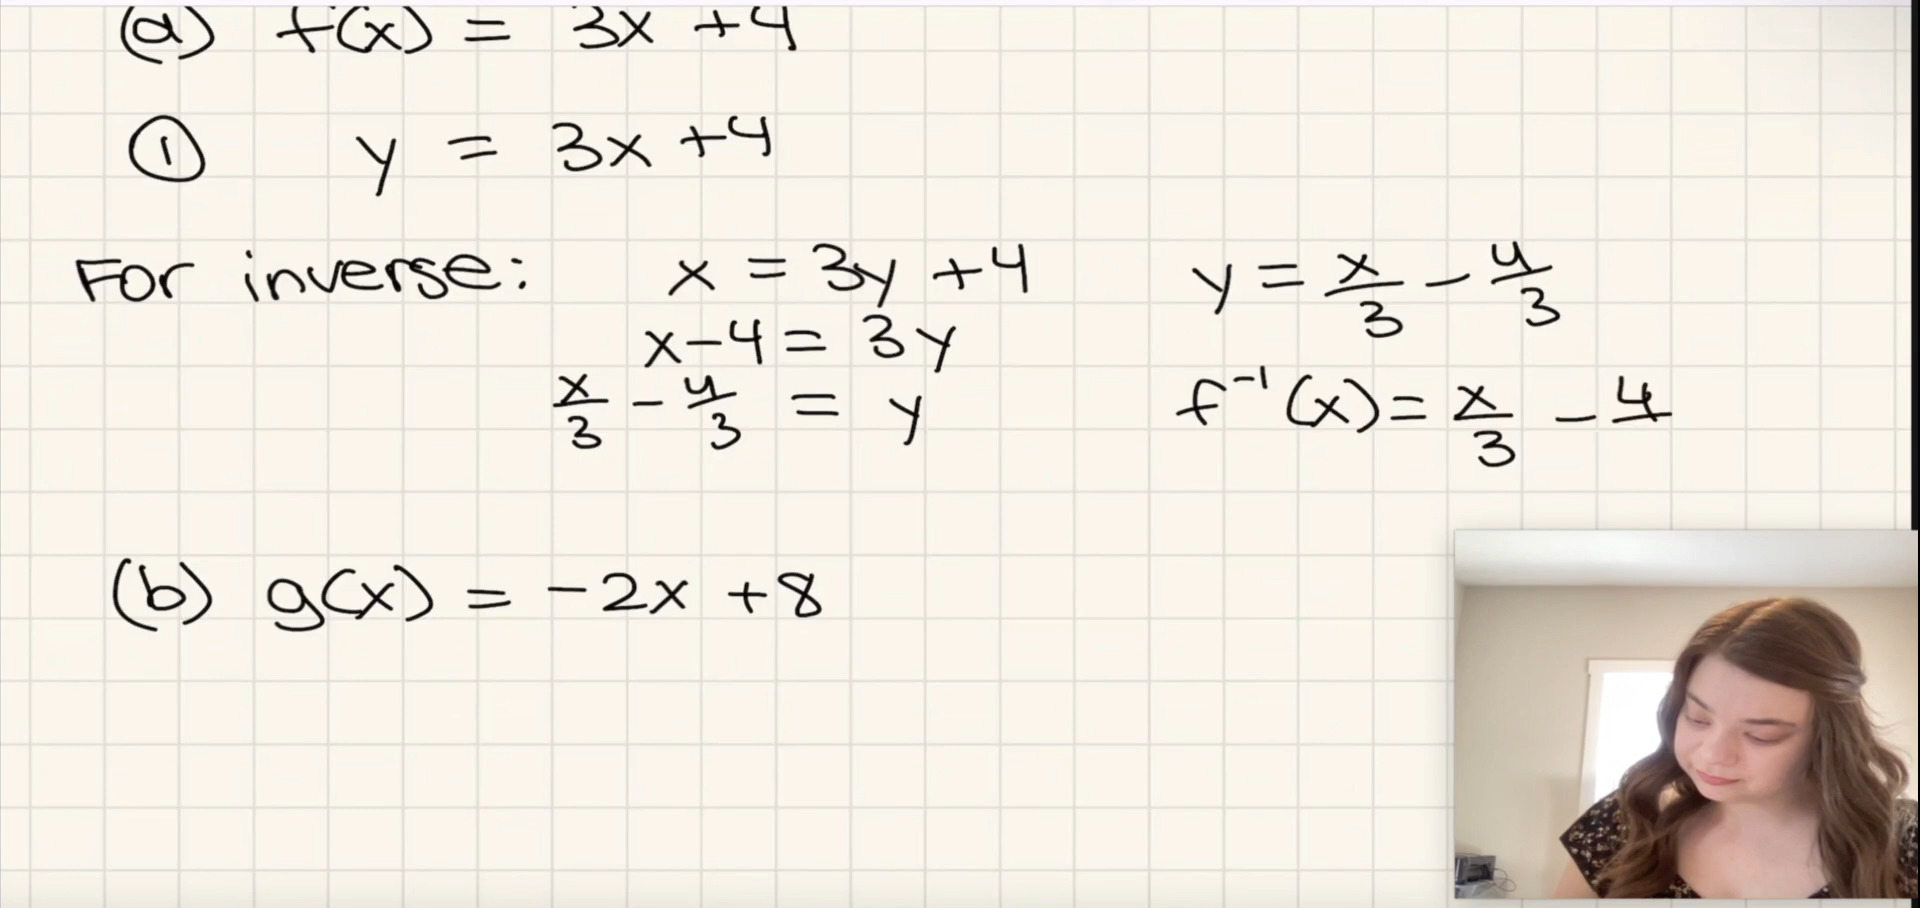 (a) f(x) = 3x +4
① y = 3x +4
For inverse: x = 3y +4
x-4 = 3y
x/3 - 4/3 = y
y = x/3 - 4/3
f⁻¹(x) = x/3 - 4
(b) g(x) = -2x +8